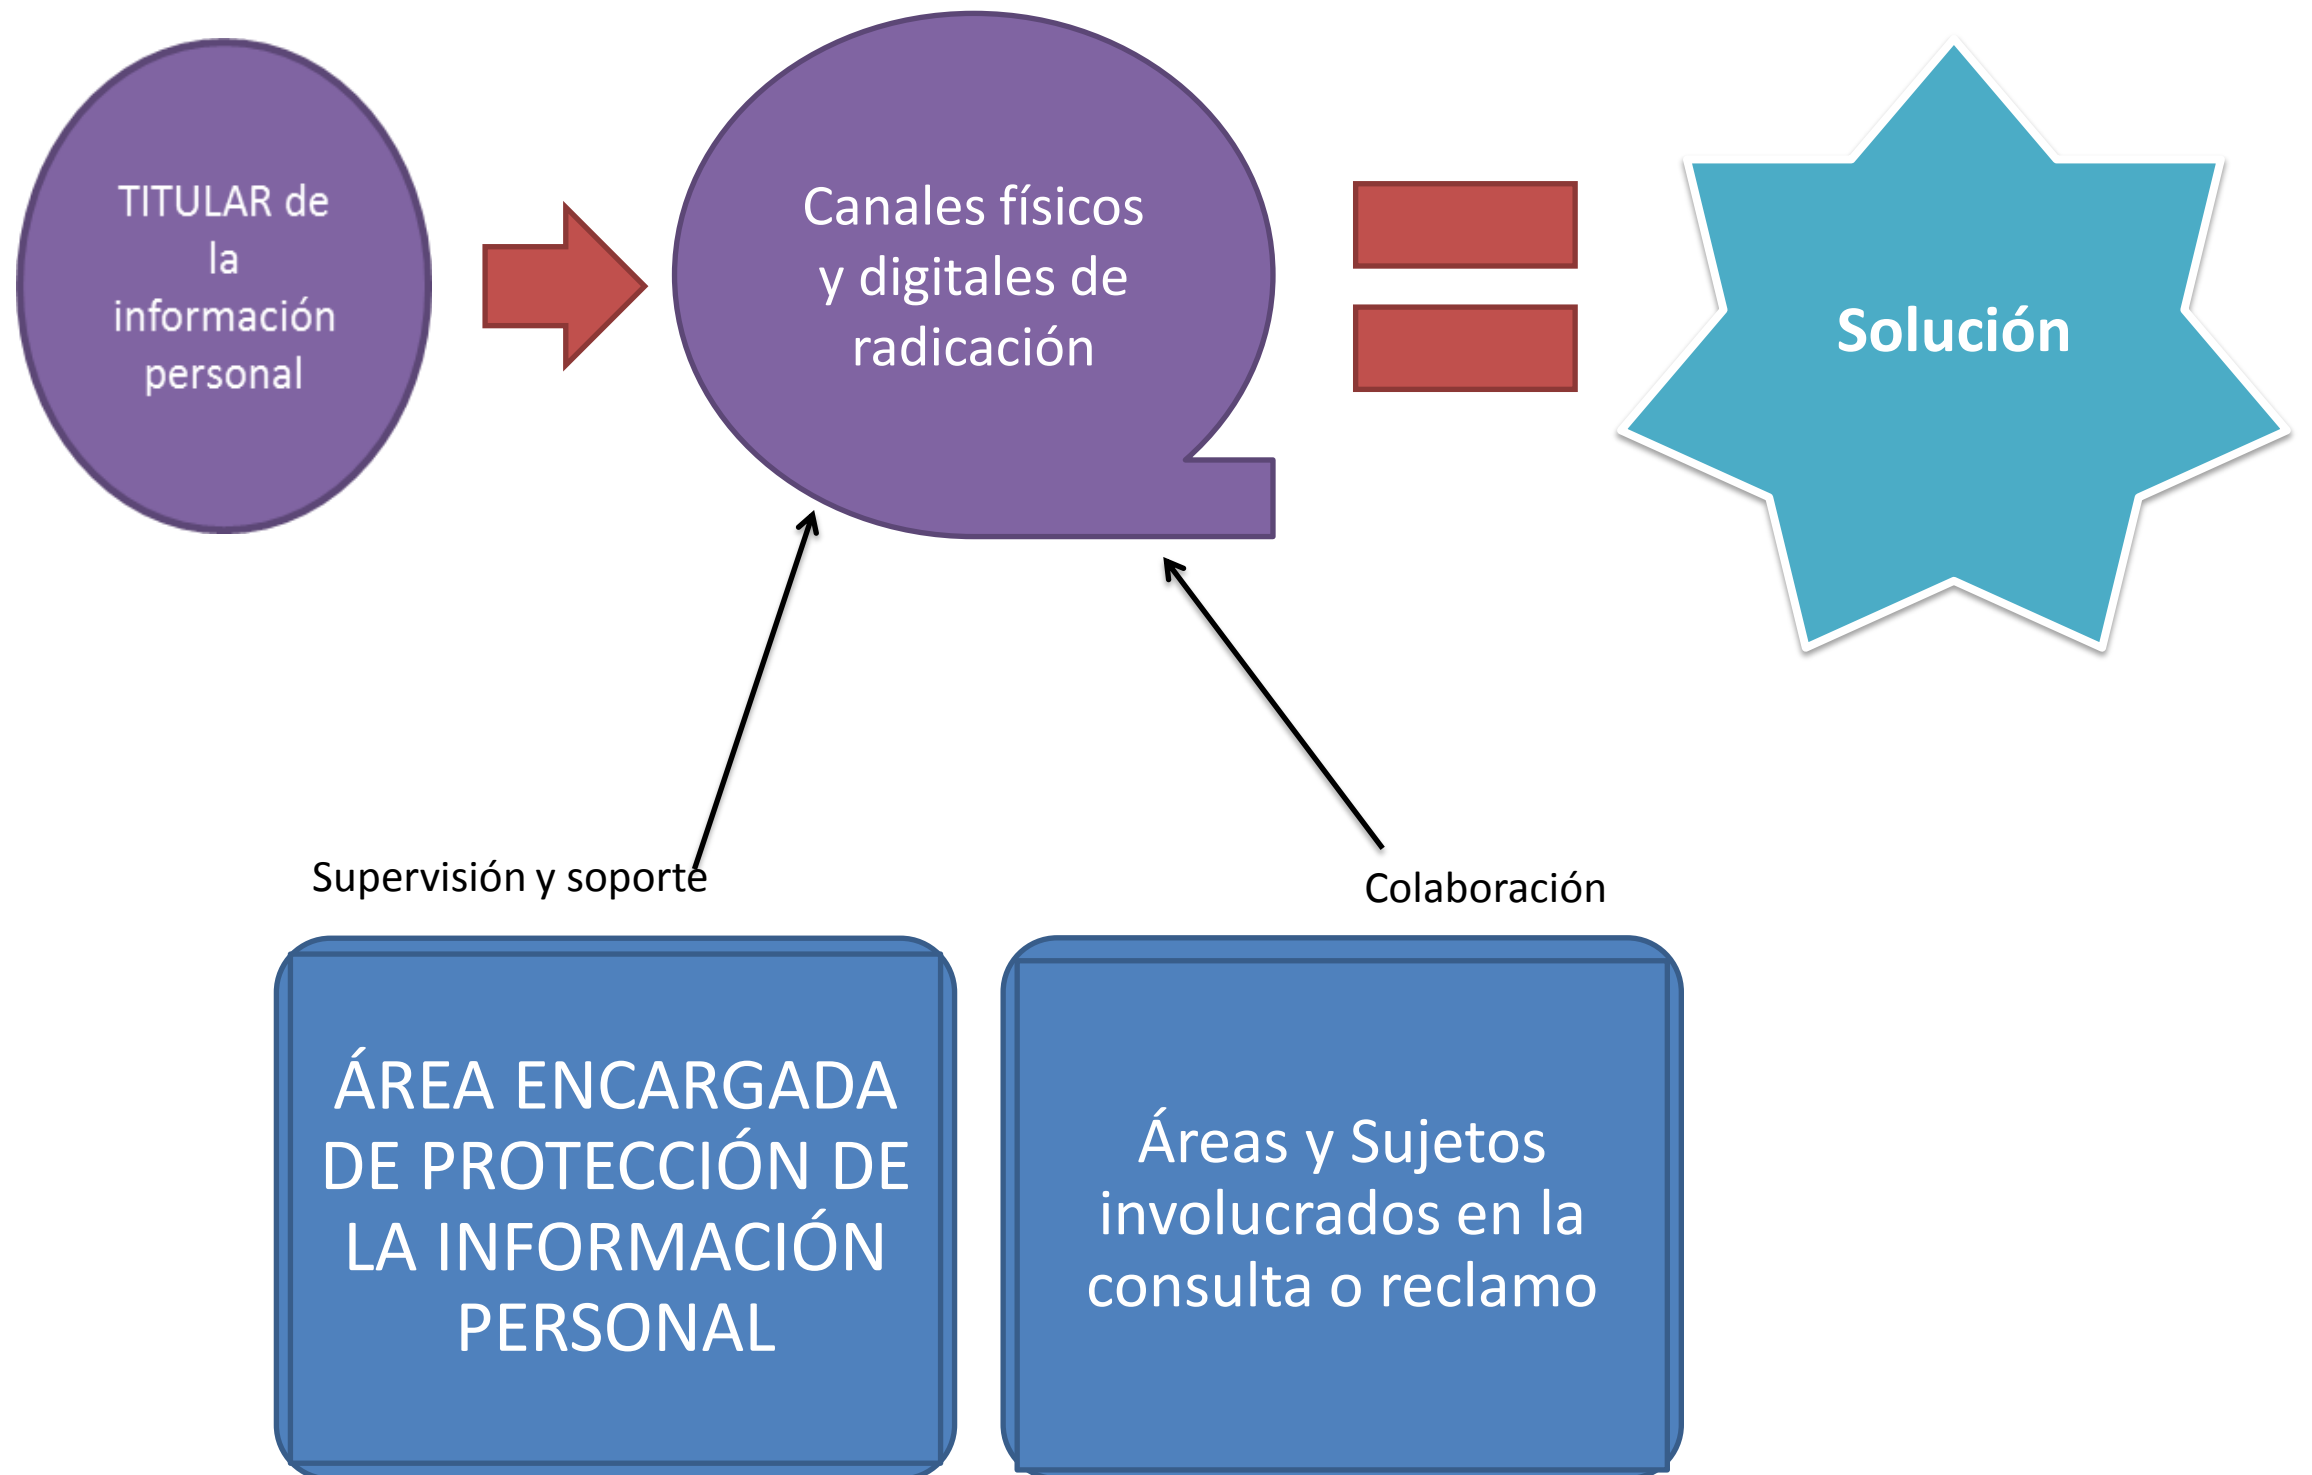 TITULAR de
la
información
personal
Canales físicos
y digitales de
radicación
Solución
Supervisión y soporte
Colaboración
ÁREA ENCARGADA
DE PROTECCIÓN DE
LA INFORMACIÓN
PERSONAL
Áreas y Sujetos
involucrados en la
consulta o reclamo